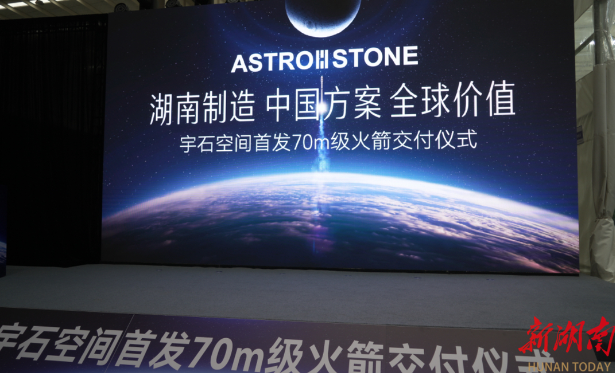 ASTRO STONE
湖南制造 中国方案 全球价值
宇石空间首发70m级火箭交付仪式
宇石空间首发70m级火箭交付仪式
新湖南
HUNAN TODAY